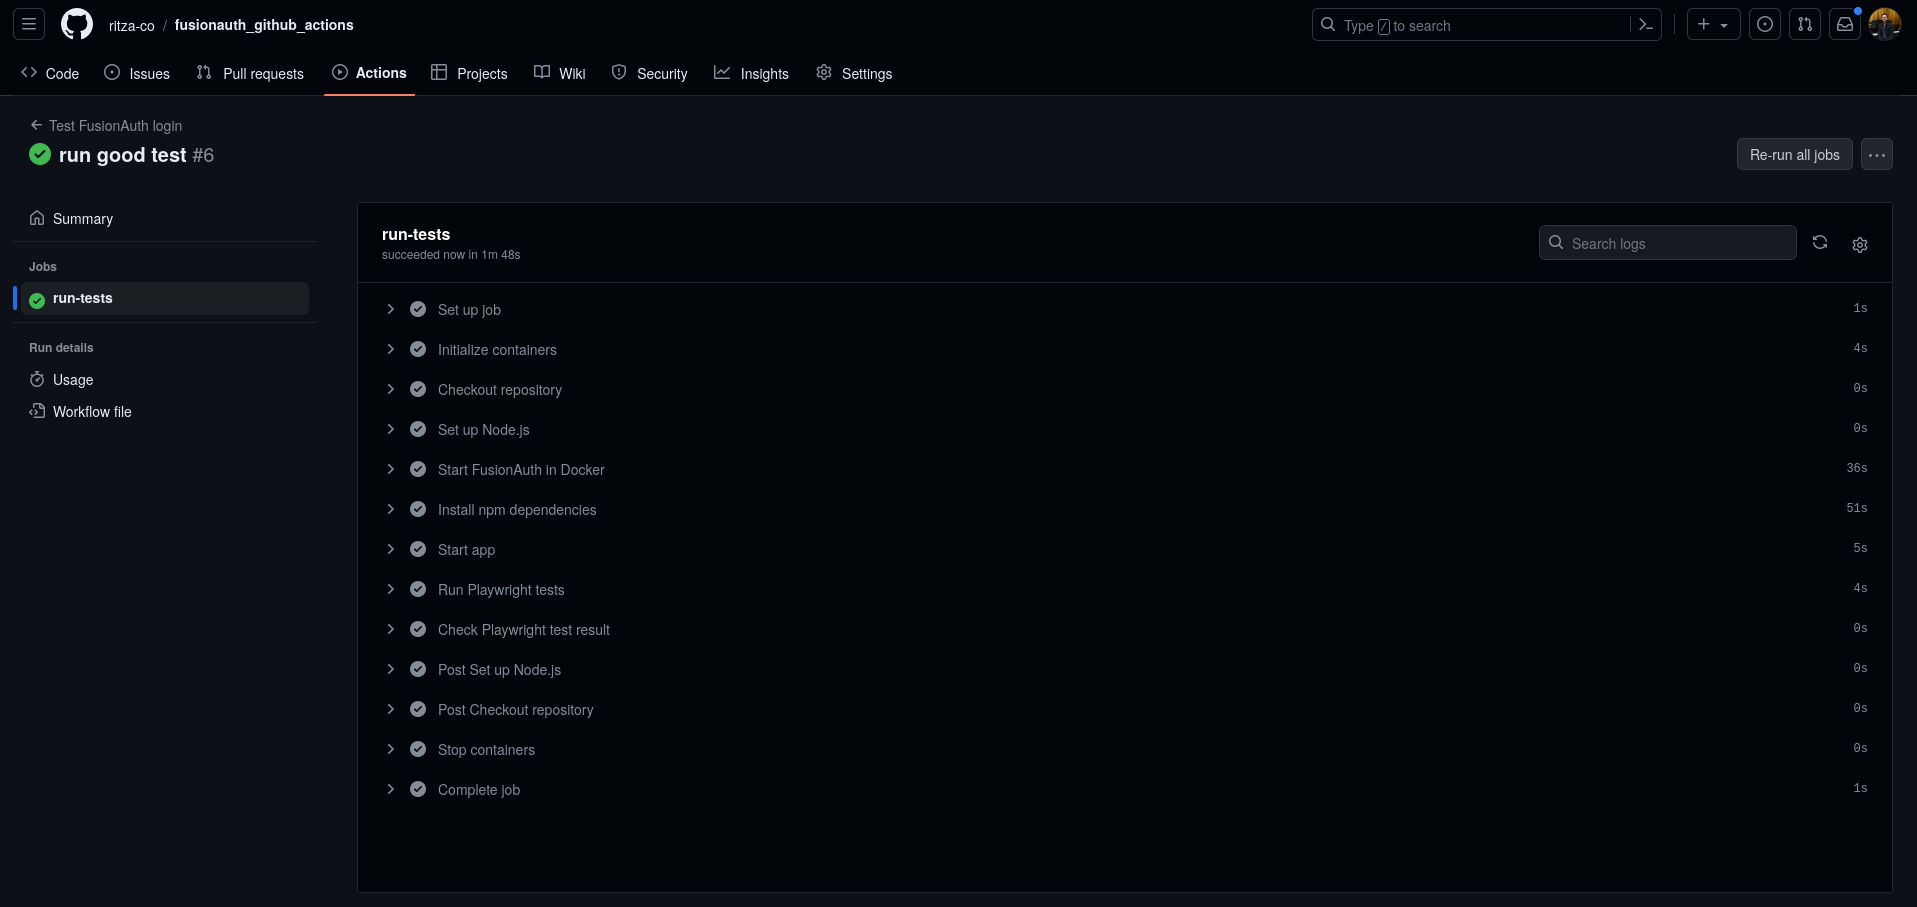 ritza-co / fusionauth_github_actions
Type / to search
Code Issues Pull requests Actions Projects Wiki Security Insights Settings
Test FusionAuth login
run good test #6
Re-run all jobs
Summary
Jobs
run-tests
Run details
Usage
Workflow file
run-tests
succeeded now in 1m 48s
Search logs
Set up job 1s
Initialize containers 4s
Checkout repository 0s
Set up Node.js 0s
Start FusionAuth in Docker 36s
Install npm dependencies 51s
Start app 5s
Run Playwright tests 4s
Check Playwright test result 0s
Post Set up Node.js 0s
Post Checkout repository 0s
Stop containers 0s
Complete job 1s